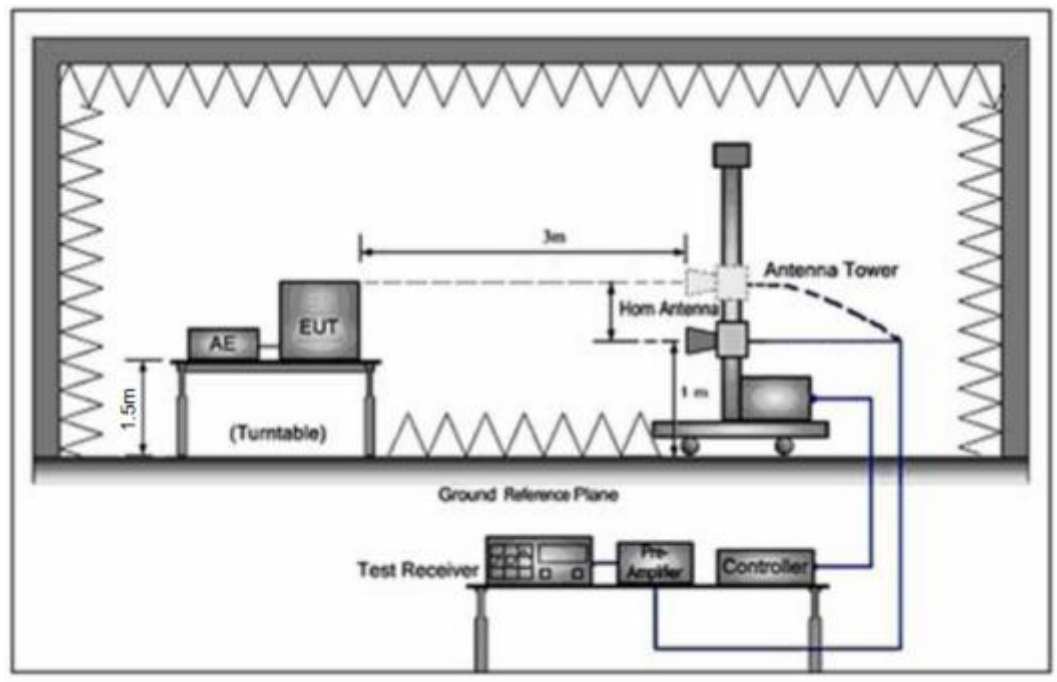 3m
Antenna Tower
Horn Antenna
EUT
AE
1 m
1.5m
(Turntable)
Ground Reference Plane
Test Receiver
Pre-
Amplifier
Controller